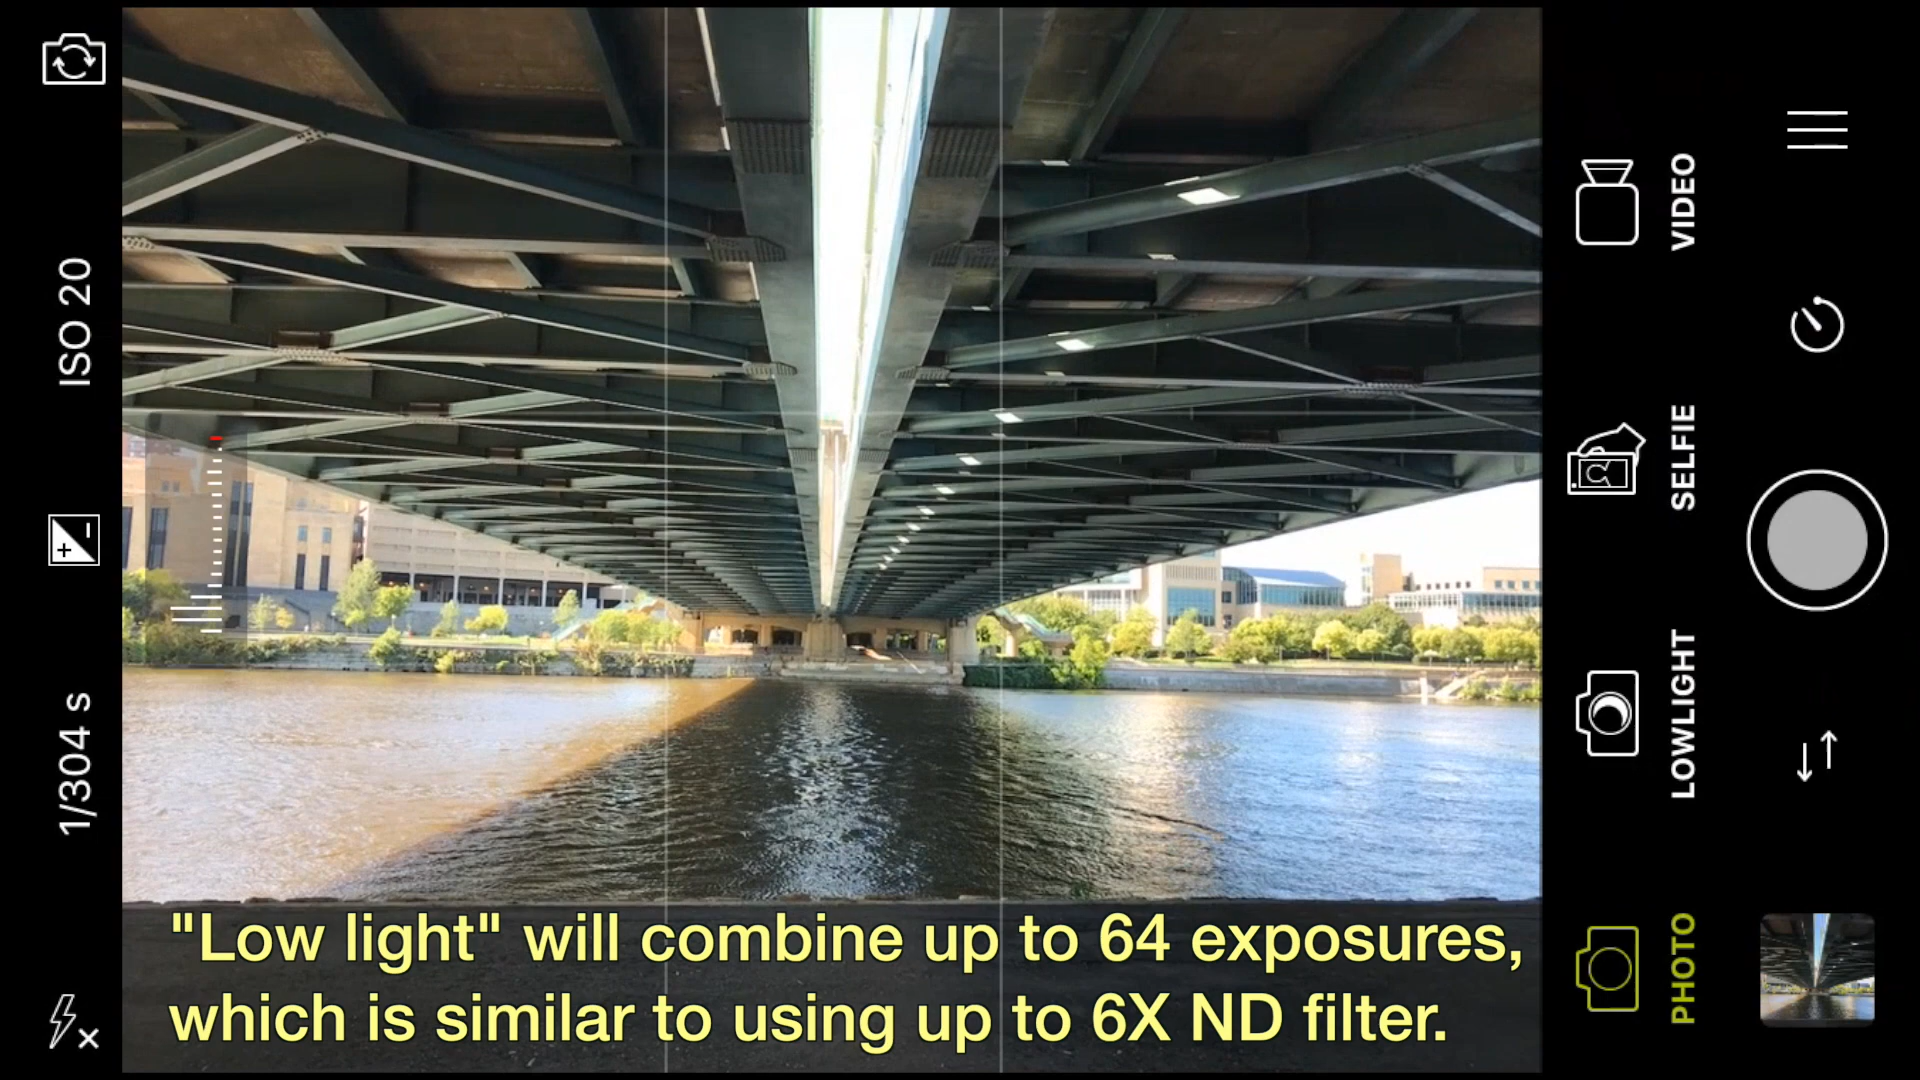 ISO 20
1/304 s
VIDEO
SELFIE
LOWLIGHT
PHOTO
"Low light" will combine up to 64 exposures,
which is similar to using up to 6X ND filter.